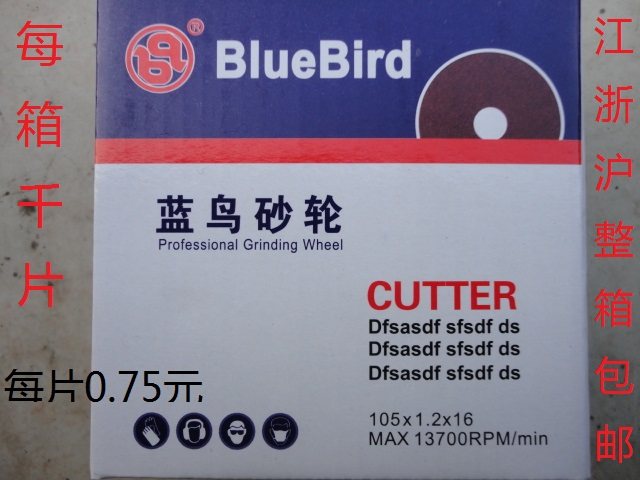 每箱千片
BlueBird®
江浙沪整箱包邮
蓝鸟砂轮
Professional Grinding Wheel
CUTTER
Dfsasdf sfsdf ds
Dfsasdf sfsdf ds
Dfsasdf sfsdf ds
每片0.75元
105x1.2x16
MAX 13700RPM/min